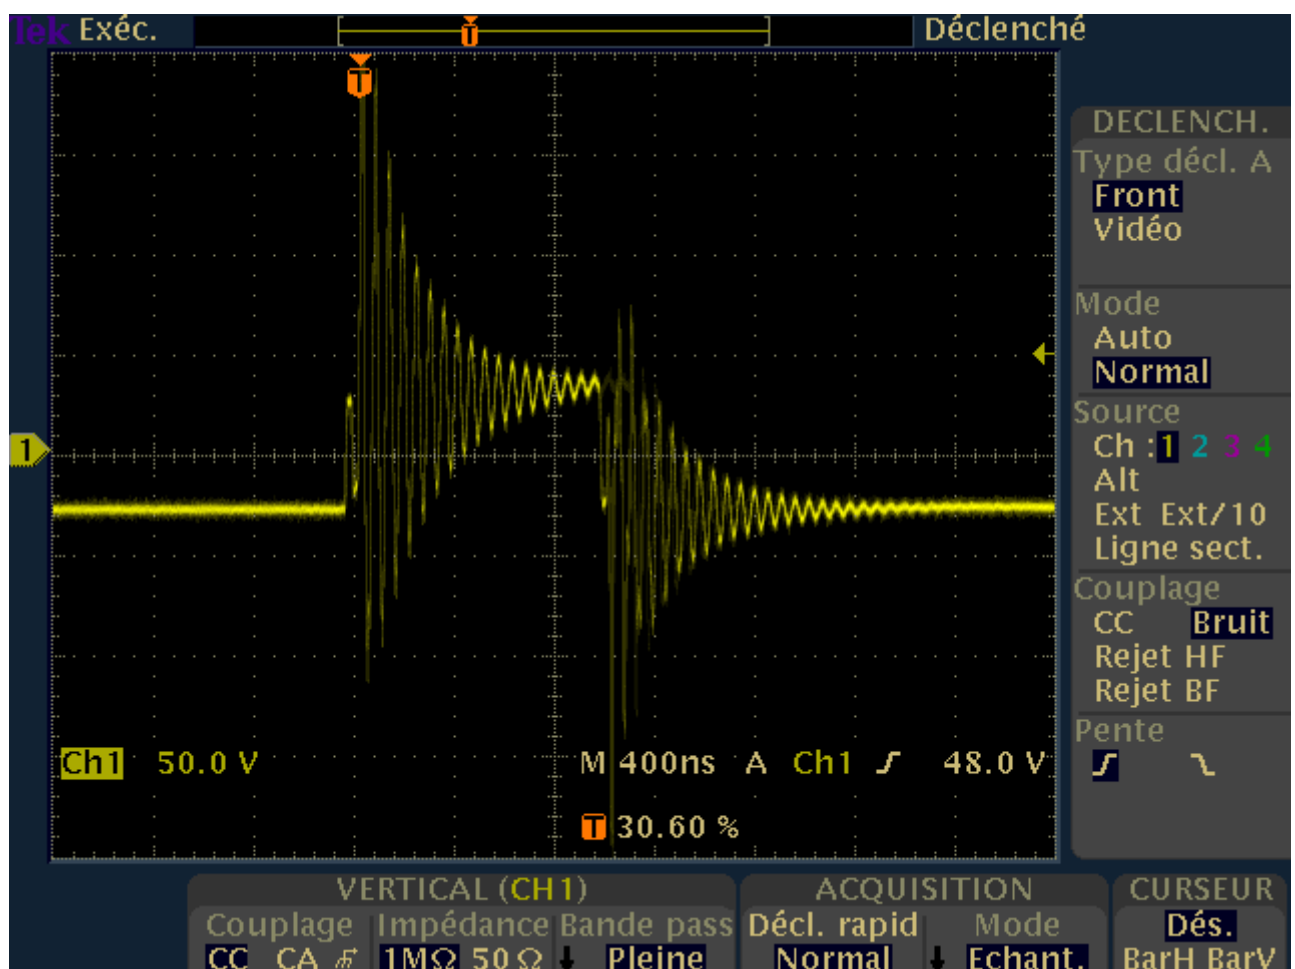 Tek Exéc.
T
Déclenché
T
1
Ch1 50.0 V
M 400ns A Ch1 48.0 V
T 30.60 %
DECLENCH.
Type décl. A
Front
Vidéo
Mode
Auto
Normal
Source
Ch :1 2 3 4
Alt
Ext Ext/10
Ligne sect.
Couplage
CC Bruit
Rejet HF
Rejet BF
Pente
VERTICAL (CH1)
Couplage Impédance Bande pass
CC CA 1MΩ 50 Ω Pleine
ACQUISITION
Décl. rapid Mode
Normal Echant.
CURSEUR
Dés.
BarH BarV